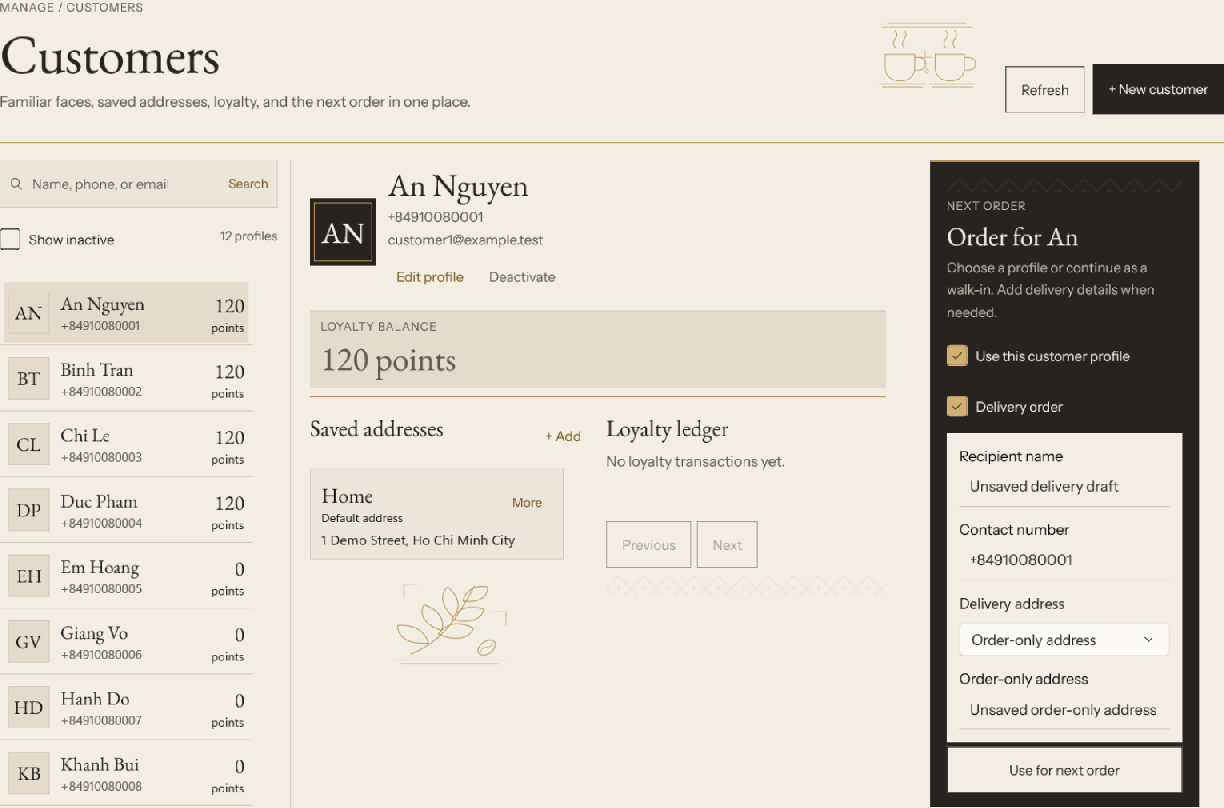 MANAGE / CUSTOMERS
Customers
Familiar faces, saved addresses, loyalty, and the next order in one place.
Refresh
+ New customer
Name, phone, or email
Search
Show inactive
12 profiles
AN
An Nguyen
+84910080001
120
points
BT
Binh Tran
+84910080002
120
points
CL
Chi Le
+84910080003
120
points
DP
Duc Pham
+84910080004
120
points
EH
Em Hoang
+84910080005
0
points
GV
Giang Vo
+84910080006
0
points
HD
Hanh Do
+84910080007
0
points
KB
Khanh Bui
+84910080008
0
points
AN
An Nguyen
+84910080001
customer1@example.test
Edit profile
Deactivate
LOYALTY BALANCE
120 points
Saved addresses
+ Add
Home
More
Default address
1 Demo Street, Ho Chi Minh City
Loyalty ledger
No loyalty transactions yet.
Previous
Next
NEXT ORDER
Order for An
Choose a profile or continue as a
walk-in. Add delivery details when
needed.
Use this customer profile
Delivery order
Recipient name
Unsaved delivery draft
Contact number
+84910080001
Delivery address
Order-only address
Order-only address
Unsaved order-only address
Use for next order